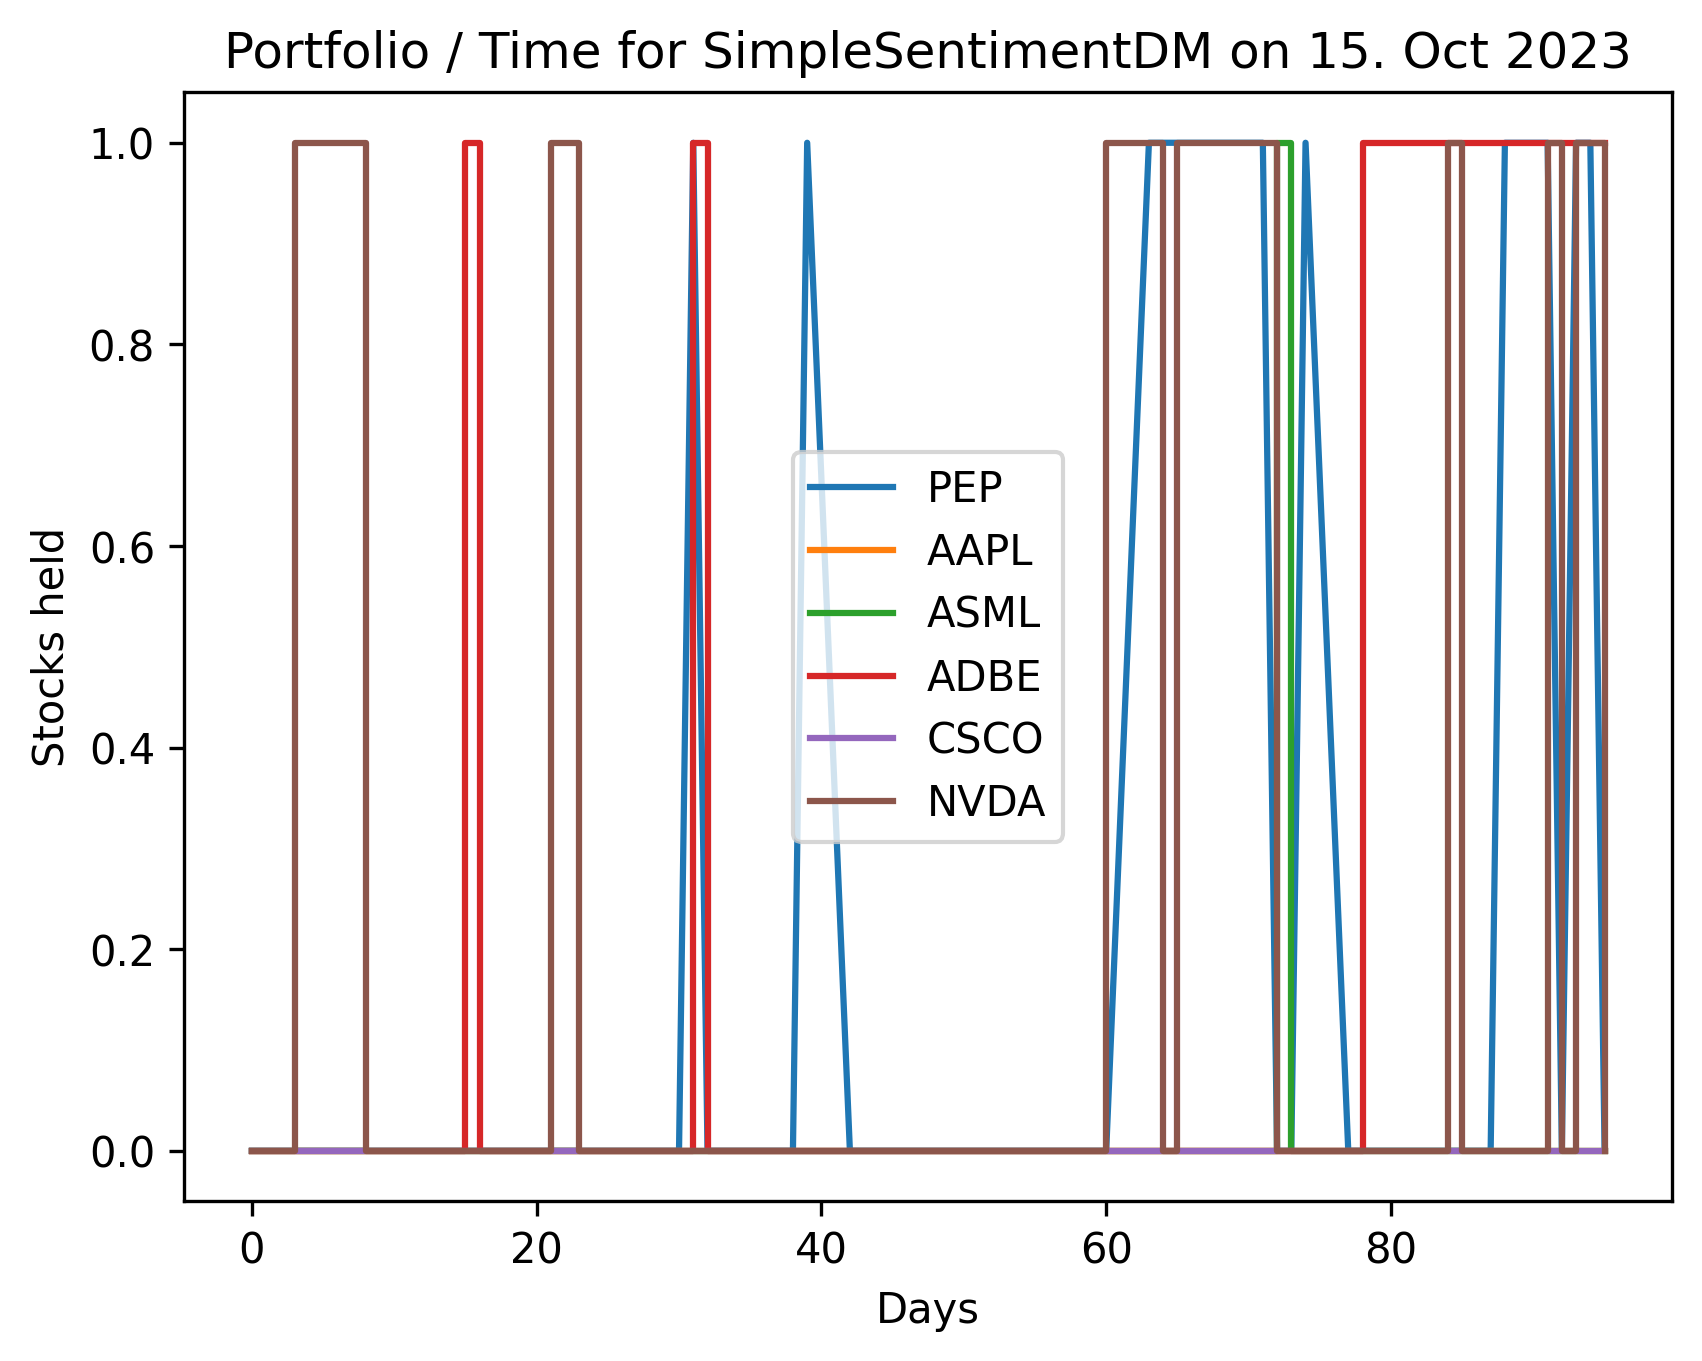 Portfolio / Time for SimpleSentimentDM on 15. Oct 2023
1.0
0.8
0.6
0.4
0.2
0.0
Stocks held
PEP
AAPL
ASML
ADBE
CSCO
NVDA
0
20
40
60
80
Days